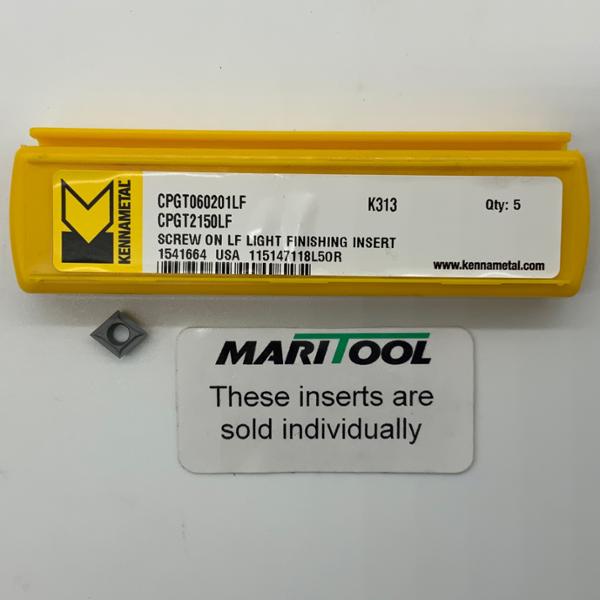 KENNAMETAL
CPGT060201LF K313 Qty: 5
CPGT2150LF
SCREW ON LF LIGHT FINISHING INSERT
1541664 USA 115147118L50R
www.kennametal.com
MARITOOL
These inserts are
sold individually